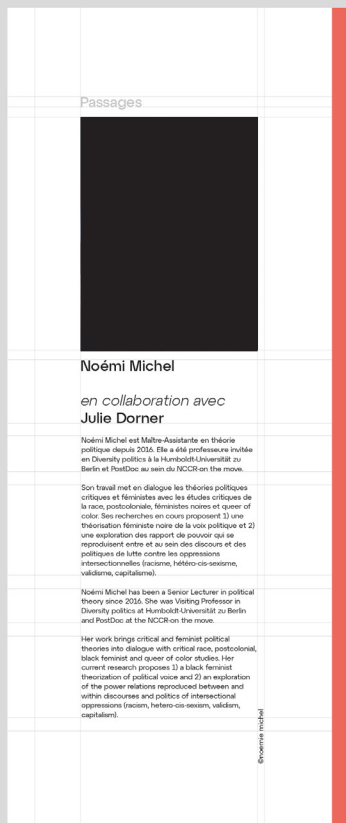 Passages
Noémi Michel
en collaboration avec
Julie Dorner
Noémi Michel est Maître-Assistante en théorie
politique depuis 2016. Elle a été professeure invitée
en Diversity politics à la Humboldt-Universität zu
Berlin et PostDoc au sein du NCCR-on the move.
Son travail met en dialogue les théories politiques
critiques et féministes avec les études critiques de
la race, postcoloniale, féministes noires et queer of
color. Ses recherches en cours proposent 1) une
théorisation féministe noire de la voix politique et 2)
une exploration des rapport de pouvoir qui se
reproduisent entre et au sein des discours et des
politiques de lutte contre les oppressions
intersectionnelles (racisme, hétéro-cis-sexisme,
validisme, capitalisme).
Noémi Michel has been a Senior Lecturer in political
theory since 2016. She was Visiting Professor in
Diversity politics at Humboldt-Universität zu Berlin
and PostDoc at the NCCR-on the move.
Her work brings critical and feminist political
theories into dialogue with critical race, postcolonial,
black feminist and queer of color studies. Her
current research proposes 1) a black feminist
theorization of political voice and 2) an exploration
of the power relations reproduced between and
within discourses and politics of intersectional
oppressions (racism, hetero-cis-sexism, validism,
capitalism).
©noemie michel